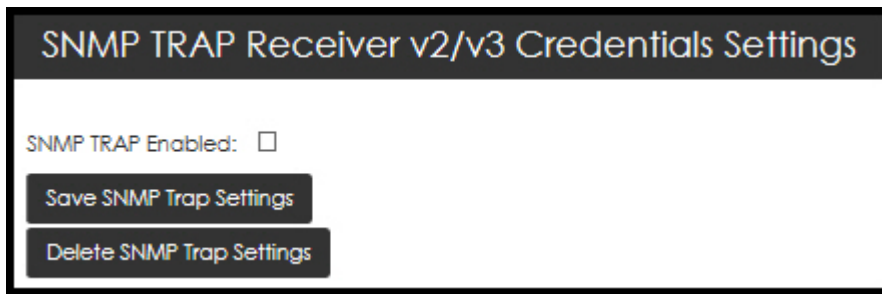 SNMP TRAP Receiver v2/v3 Credentials Settings
SNMP TRAP Enabled:
Save SNMP Trap Settings
Delete SNMP Trap Settings